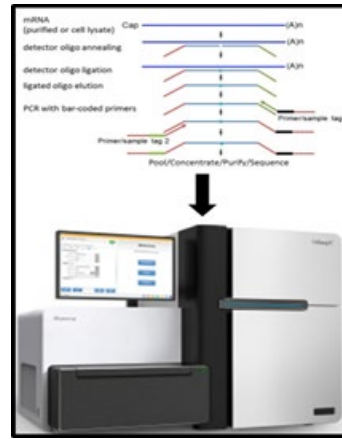 mRNA
(purified or cell lysate)
Cap
(A)n
detector oligo annealing
(A)n
detector oligo ligation
(A)n
ligated oligo elution
PCR with bar-coded primers
Primer/sample tag
Primer/sample tag 2
Pool/Concentrate/Purify/Sequence